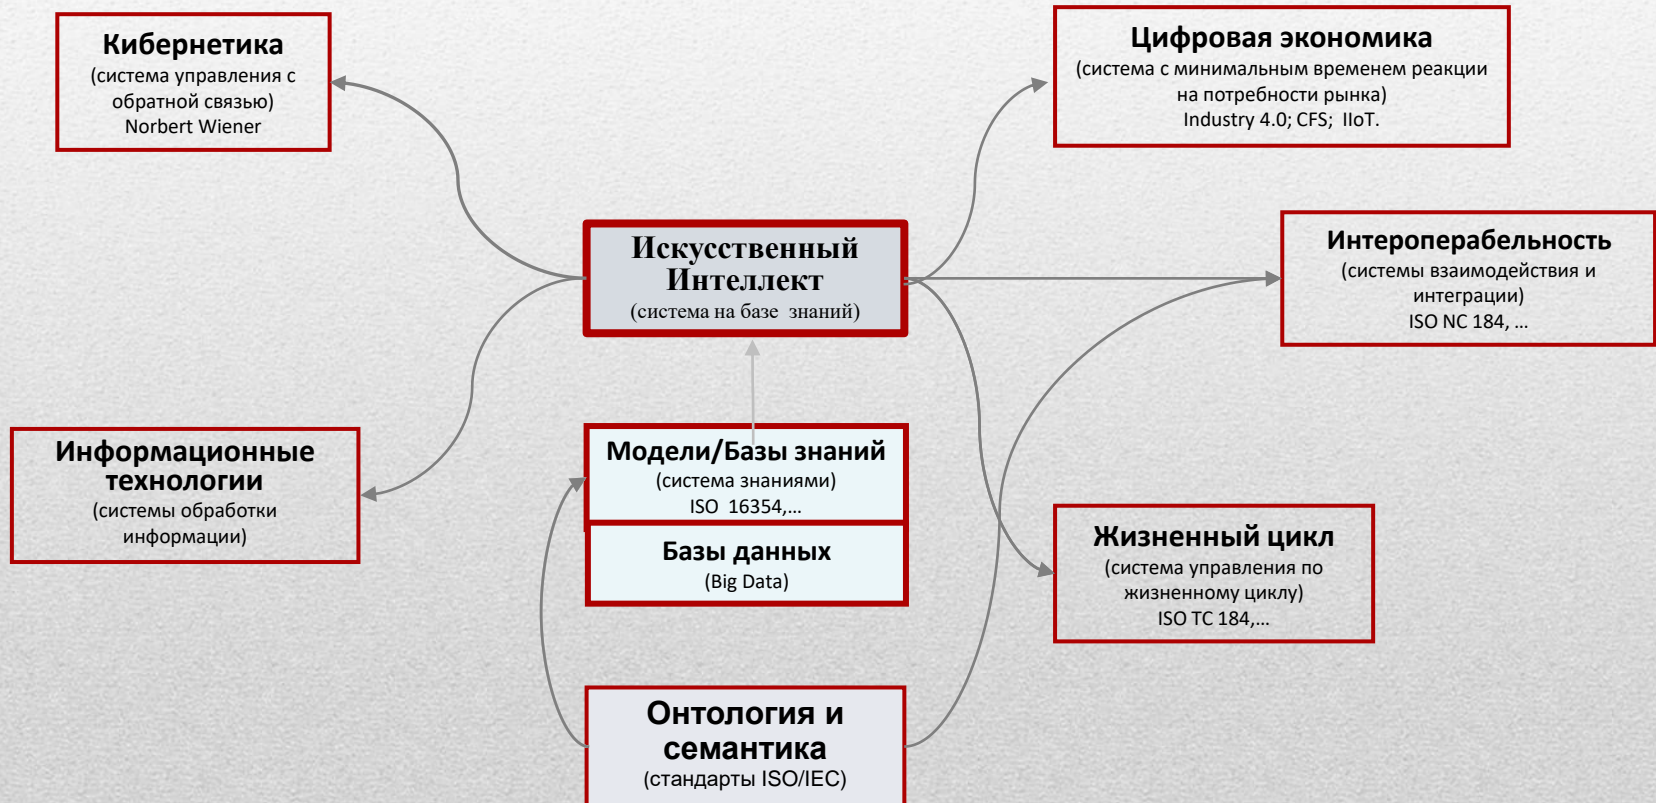 Кибернетика
(система управления с
обратной связью)
Norbert Wiener
Цифровая экономика
(система с минимальным временем реакции
на потребности рынка)
Industry 4.0; CFS; IIoT.
Искусственный
Интеллект
(система на базе знаний)
Интероперабельность
(системы взаимодействия и
интеграции)
ISO NC 184, ...
Информационные
технологии
(системы обработки
информации)
Модели/Базы знаний
(система знаниями)
ISO 16354,...
Базы данных
(Big Data)
Жизненный цикл
(система управления по
жизненному циклу)
ISO TC 184,...
Онтология и
семантика
(стандарты ISO/IEC)